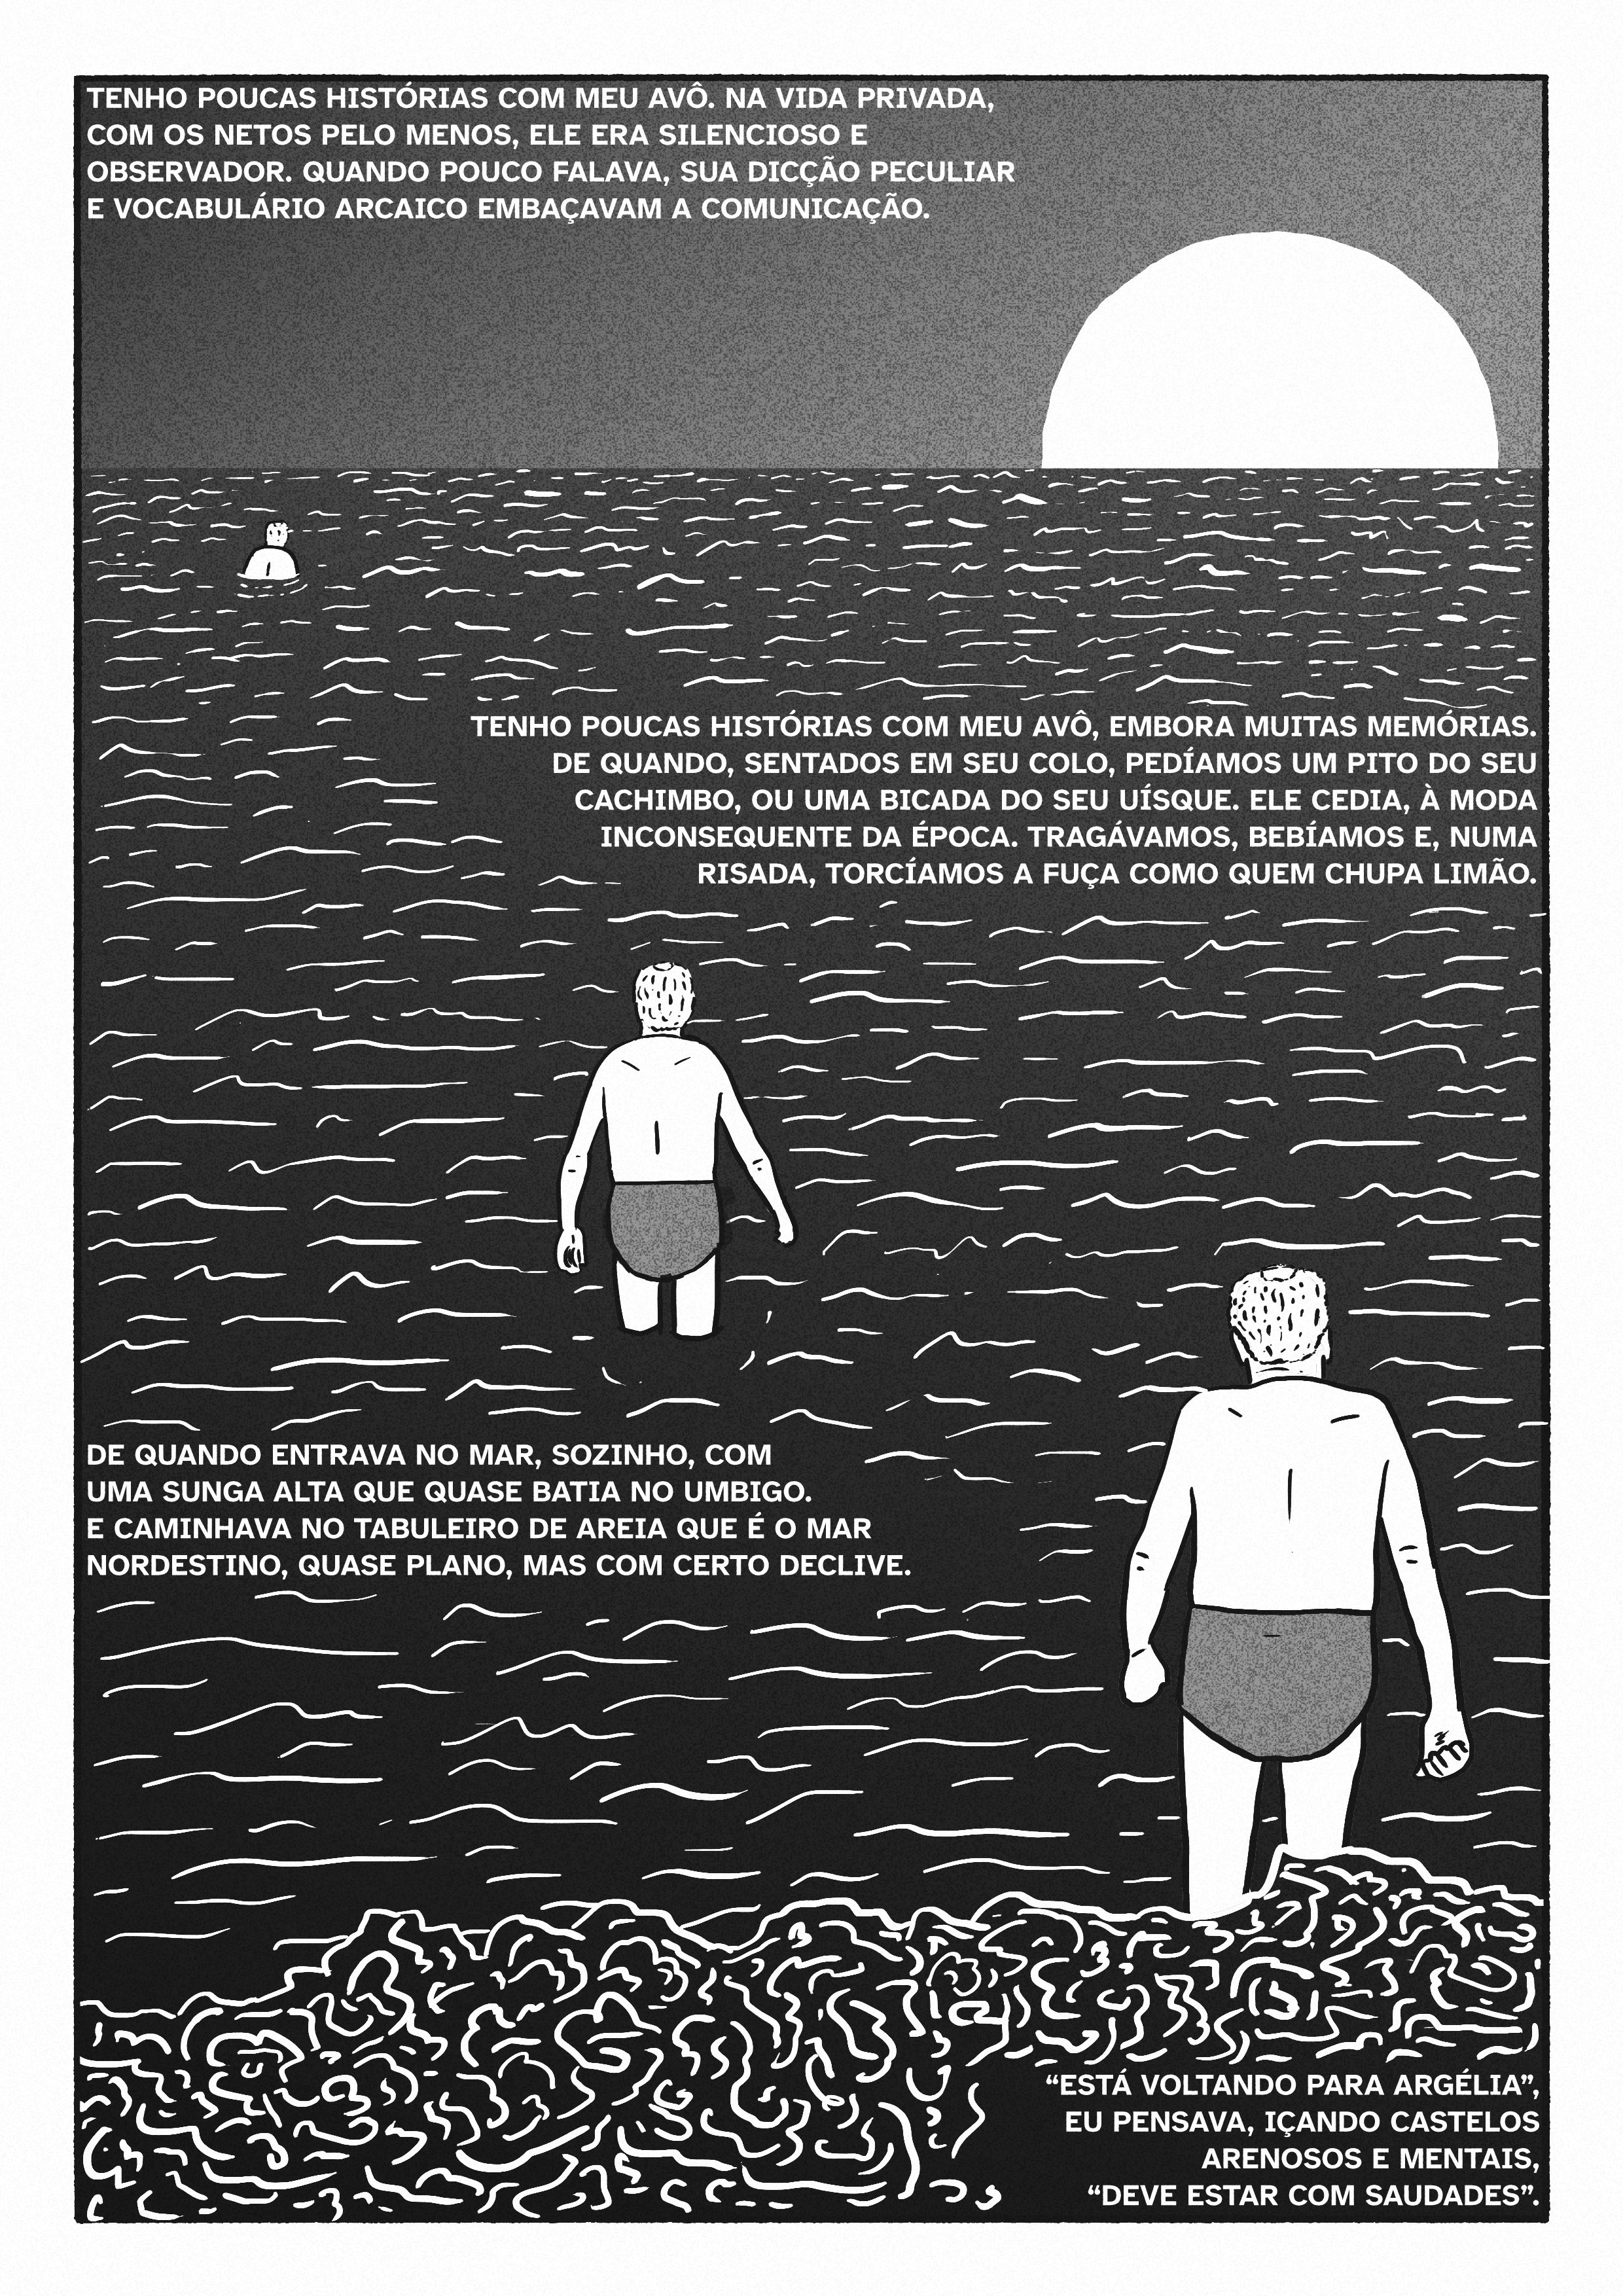 TENHO POUCAS HISTÓRIAS COM MEU AVÔ. NA VIDA PRIVADA,
COM OS NETOS PELO MENOS, ELE ERA SILENCIOSO E
OBSERVADOR. QUANDO POUCO FALAVA, SUA DICÇÃO PECULIAR
E VOCABULÁRIO ARCAICO EMBAÇAVAM A COMUNICAÇÃO.
TENHO POUCAS HISTÓRIAS COM MEU AVÔ, EMBORA MUITAS MEMÓRIAS.
DE QUANDO, SENTADOS EM SEU COLO, PEDÍAMOS UM PITO DO SEU
CACHIMBO, OU UMA BICADA DO SEU UÍSQUE. ELE CEDIA, À MODA
INCONSEQUENTE DA ÉPOCA. TRAGÁVAMOS, BEBÍAMOS E, NUMA
RISADA, TORCÍAMOS A FUÇA COMO QUEM CHUPA LIMÃO.
DE QUANDO ENTRAVA NO MAR, SOZINHO, COM
UMA SUNGA ALTA QUE QUASE BATIA NO UMBIGO.
E CAMINHAVA NO TABULEIRO DE AREIA QUE É O MAR
NORDESTINO, QUASE PLANO, MAS COM CERTO DECLIVE.
“ESTÁ VOLTANDO PARA ARGÉLIA”,
EU PENSAVA, IÇANDO CASTELOS
ARENOSOS E MENTAIS,
“DEVE ESTAR COM SAUDADES”.